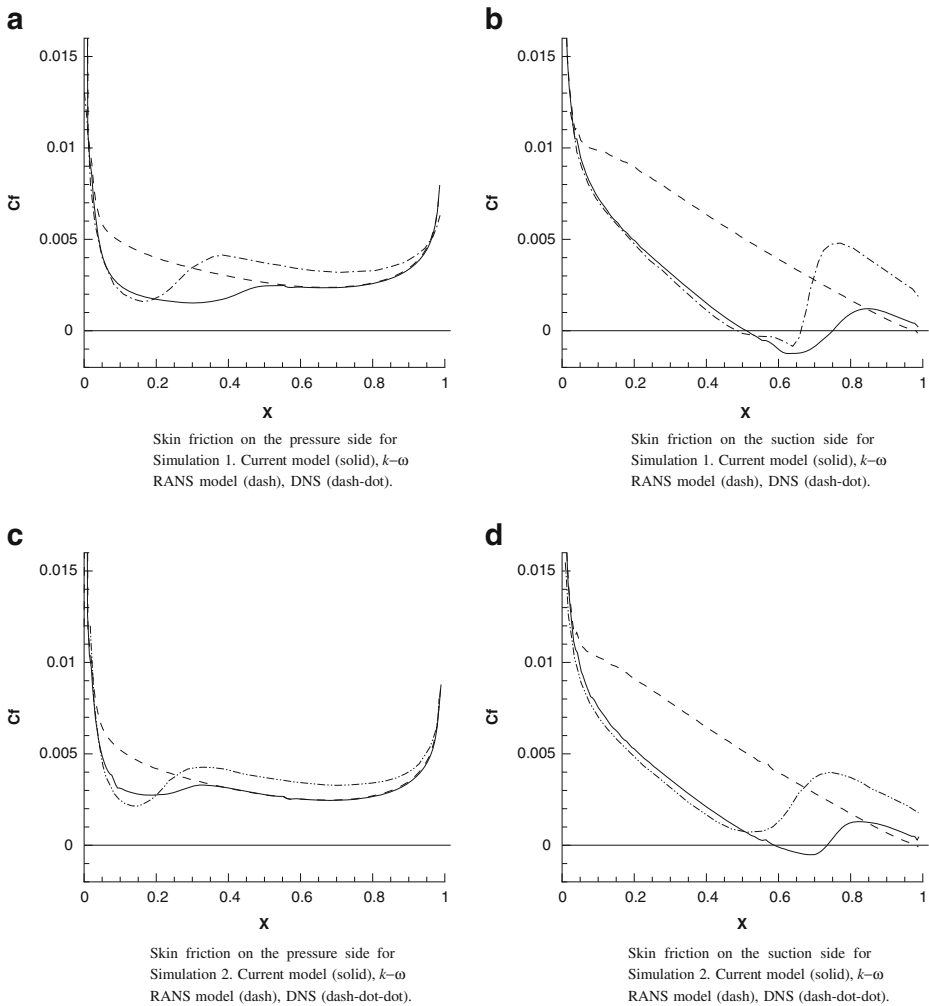 a
0.015
0.01
0.005
0
Cf
0 0.2 0.4 0.6 0.8 1
X
Skin friction on the pressure side for
Simulation 1. Current model (solid), k–ω
RANS model (dash), DNS (dash-dot).
b
0.015
0.01
0.005
0
Cf
0 0.2 0.4 0.6 0.8 1
X
Skin friction on the suction side for
Simulation 1. Current model (solid), k–ω
RANS model (dash), DNS (dash-dot).
c
0.015
0.01
0.005
0
Cf
0 0.2 0.4 0.6 0.8 1
X
Skin friction on the pressure side for
Simulation 2. Current model (solid), k–ω
RANS model (dash), DNS (dash-dot-dot).
d
0.015
0.01
0.005
0
Cf
0 0.2 0.4 0.6 0.8 1
X
Skin friction on the suction side for
Simulation 2. Current model (solid), k–ω
RANS model (dash), DNS (dash-dot-dot).